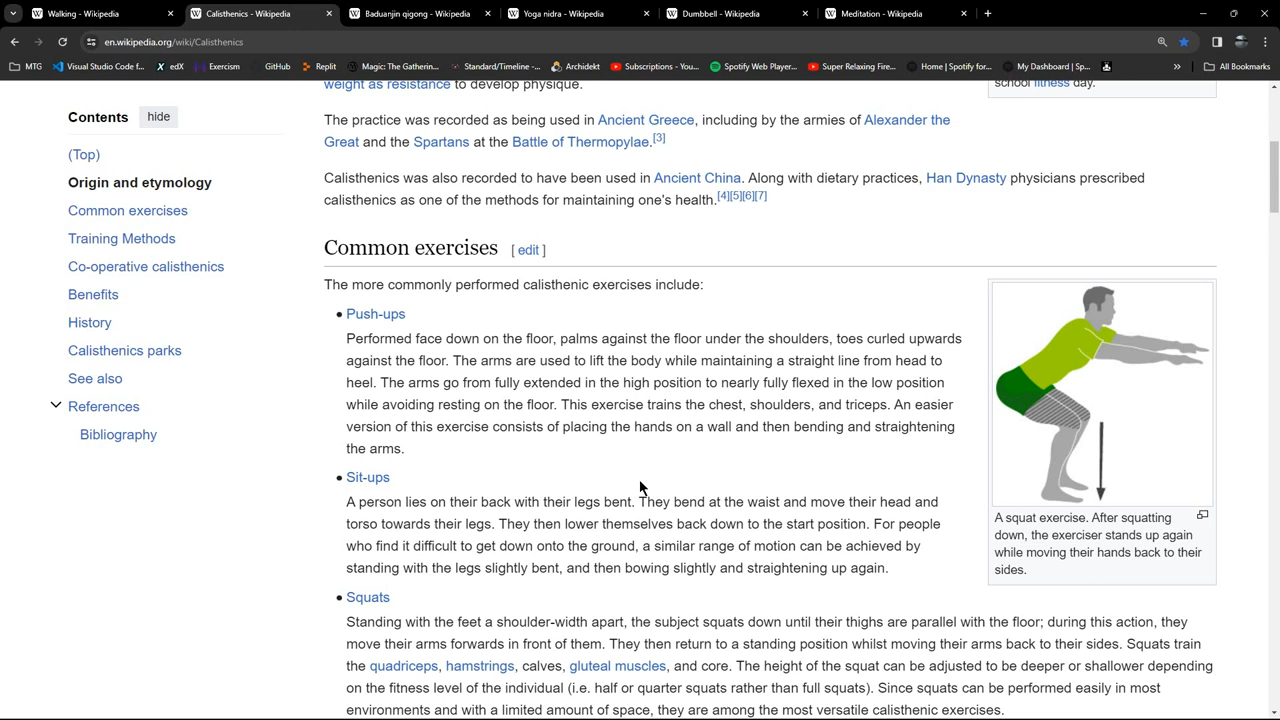 Walking - Wikipedia
Calisthenics - Wikipedia
Baduanjin qigong - Wikipedia
Yoga nidra - Wikipedia
Dumbbell - Wikipedia
Meditation - Wikipedia
en.wikipedia.org/wiki/Calisthenics
MTG
Visual Studio Code f...
edX
Exercism
GitHub
Replit
Magic: The Gatherin...
Standard/Timeline -...
Archidekt
Subscriptions - You...
Spotify Web Player...
Super Relaxing Fire...
Home | Spotify for...
My Dashboard | Sp...
All Bookmarks
Contents hide
(Top)
Origin and etymology
Common exercises
Training Methods
Co-operative calisthenics
Benefits
History
Calisthenics parks
See also
References
Bibliography
weight as resistance to develop physique.
school fitness day.
The practice was recorded as being used in Ancient Greece, including by the armies of Alexander the
Great and the Spartans at the Battle of Thermopylae.[3]
Calisthenics was also recorded to have been used in Ancient China. Along with dietary practices, Han Dynasty physicians prescribed
calisthenics as one of the methods for maintaining one's health.[4][5][6][7]
Common exercises [ edit ]
The more commonly performed calisthenic exercises include:
• Push-ups
Performed face down on the floor, palms against the floor under the shoulders, toes curled upwards
against the floor. The arms are used to lift the body while maintaining a straight line from head to
heel. The arms go from fully extended in the high position to nearly fully flexed in the low position
while avoiding resting on the floor. This exercise trains the chest, shoulders, and triceps. An easier
version of this exercise consists of placing the hands on a wall and then bending and straightening
the arms.
• Sit-ups
A person lies on their back with their legs bent. They bend at the waist and move their head and
torso towards their legs. They then lower themselves back down to the start position. For people
who find it difficult to get down onto the ground, a similar range of motion can be achieved by
standing with the legs slightly bent, and then bowing slightly and straightening up again.
A squat exercise. After squatting
down, the exerciser stands up again
while moving their hands back to their
sides.
• Squats
Standing with the feet a shoulder-width apart, the subject squats down until their thighs are parallel with the floor; during this action, they
move their arms forwards in front of them. They then return to a standing position whilst moving their arms back to their sides. Squats train
the quadriceps, hamstrings, calves, gluteal muscles, and core. The height of the squat can be adjusted to be deeper or shallower depending
on the fitness level of the individual (i.e. half or quarter squats rather than full squats). Since squats can be performed easily in most
environments and with a limited amount of space, they are among the most versatile calisthenic exercises.